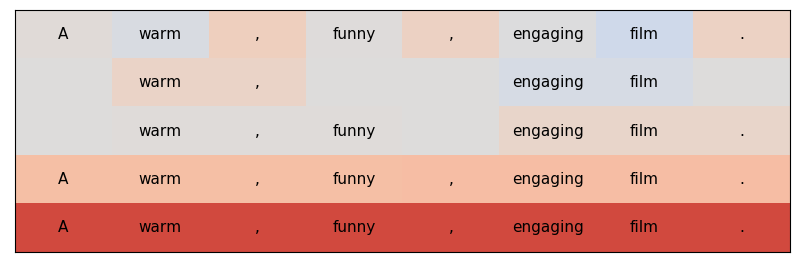 A warm , funny , engaging film .
warm , engaging film
warm , funny engaging film .
A warm , funny , engaging film .
A warm , funny , engaging film .